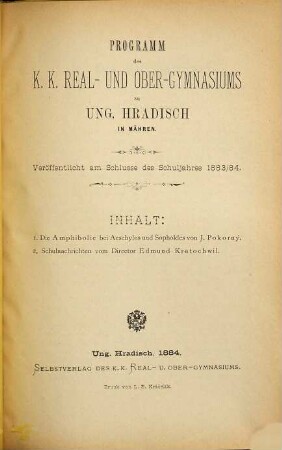 PROGRAMM
des
K. K. REAL- UND OBER-GYMNASIUMS
zu
UNG. HRADISCH
IN MÄHREN.
Veröffentlicht am Schlusse des Schuljahres 1883/84.
INHALT:
1. Die Amphibolie bei Aeschylus und Sophokles von J. Pokorny.
2. Schulnachrichten vom Director Edmund Kratochwil.
Ung. Hradisch, 1884.
SELBSTVERLAG DES K. K. REAL- U. OBER-GYMNASIUMS.
Druck von L. F.